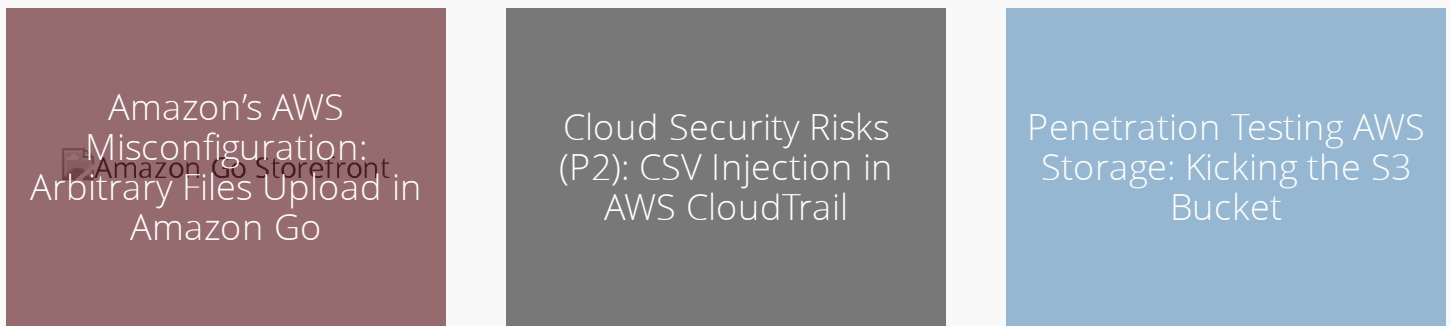 Amazon’s AWS
Misconfiguration:
Amazon Go Storefront
Arbitrary Files Upload in
Amazon Go
Cloud Security Risks
(P2): CSV Injection in
AWS CloudTrail
Penetration Testing AWS
Storage: Kicking the S3
Bucket